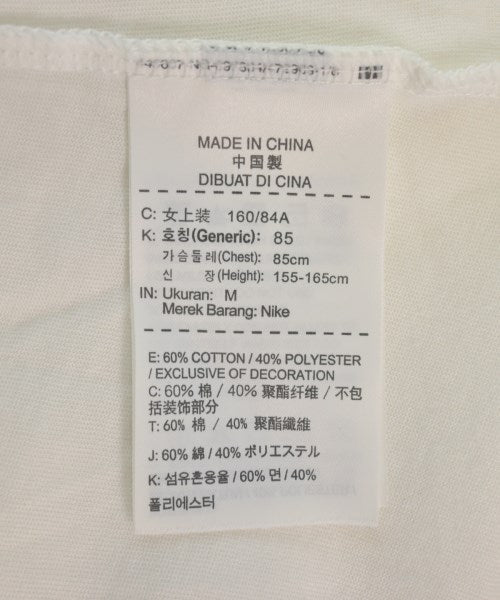 MADE IN CHINA
中国製
DIBUAT DI CINA
C: 女上装 160/84A
K: 호칭(Generic): 85
가슴둘레(Chest): 85cm
신 장(Height): 155-165cm
IN: Ukuran: M
Merek Barang: Nike
E: 60% COTTON / 40% POLYESTER
/ EXCLUSIVE OF DECORATION
C: 60% 棉 / 40% 聚酯纤维 / 不包
括装饰部分
T: 60% 棉 / 40% 聚酯纖維
J: 60% 綿 / 40% ポリエステル
K: 섬유혼용율 / 60% 면 / 40%
폴리에스터